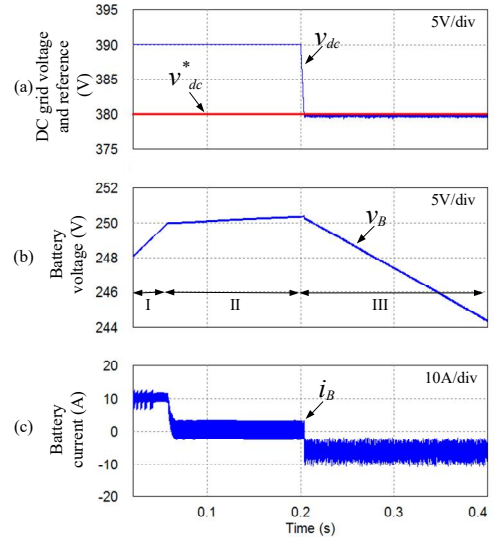 5V/div
395
390
385
380
375
(a)
DC grid voltage
and reference
(V)
v_dc
v*_dc
5V/div
252
250
248
246
244
(b)
Battery
voltage (V)
v_B
I
II
III
10A/div
20
10
0
-10
-20
(c)
Battery
current (A)
i_B
0.1
0.2
0.3
0.4
Time (s)